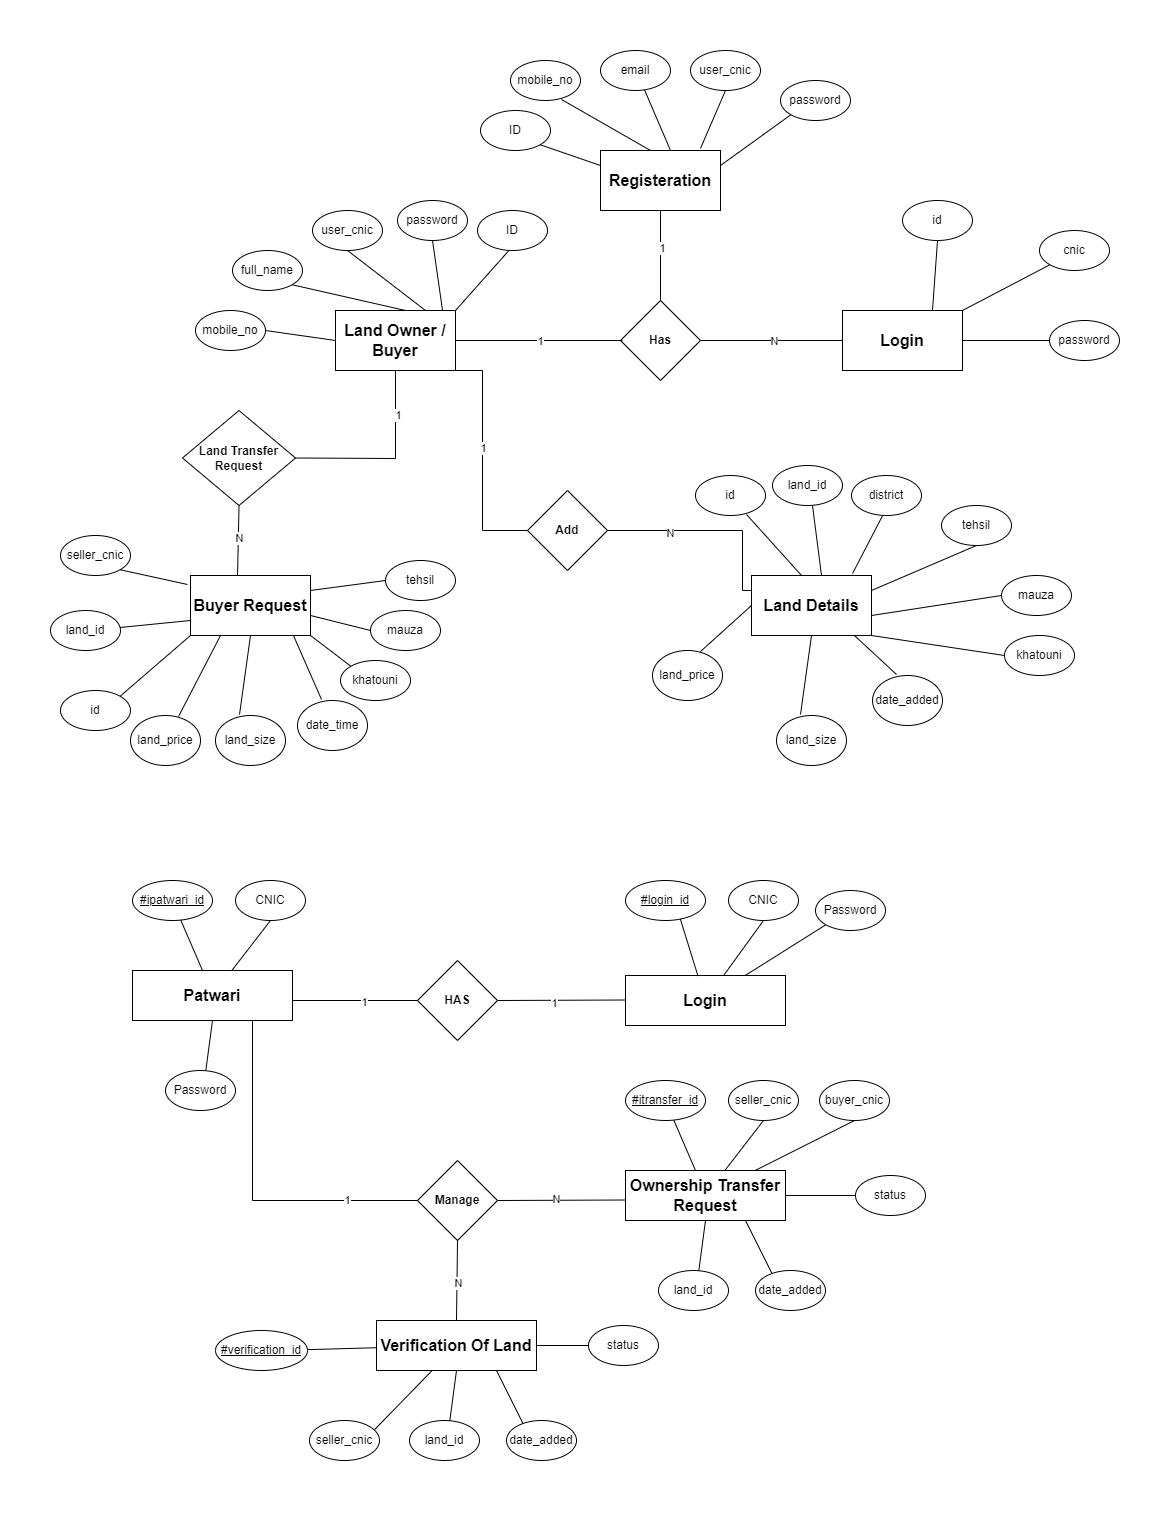 email
user_cnic
mobile_no
password
ID
Registeration
password
user_cnic
ID
id
full_name
cnic
1
mobile_no
Land Owner /
Buyer
1
Has
N
Login
password
1
Land Transfer
Request
1
id
land_id
district
tehsil
Add
N
N
seller_cnic
tehsil
mauza
Buyer Request
Land Details
land_id
mauza
khatouni
land_price
khatouni
id
land_price
land_size
date_time
date_added
land_size
#ipatwari_id
CNIC
#login_id
CNIC
Password
Patwari
1
HAS
1
Login
Password
#itransfer_id
seller_cnic
buyer_cnic
Ownership Transfer
Request
status
1
Manage
N
land_id
date_added
N
#verification_id
Verification Of Land
status
seller_cnic
land_id
date_added